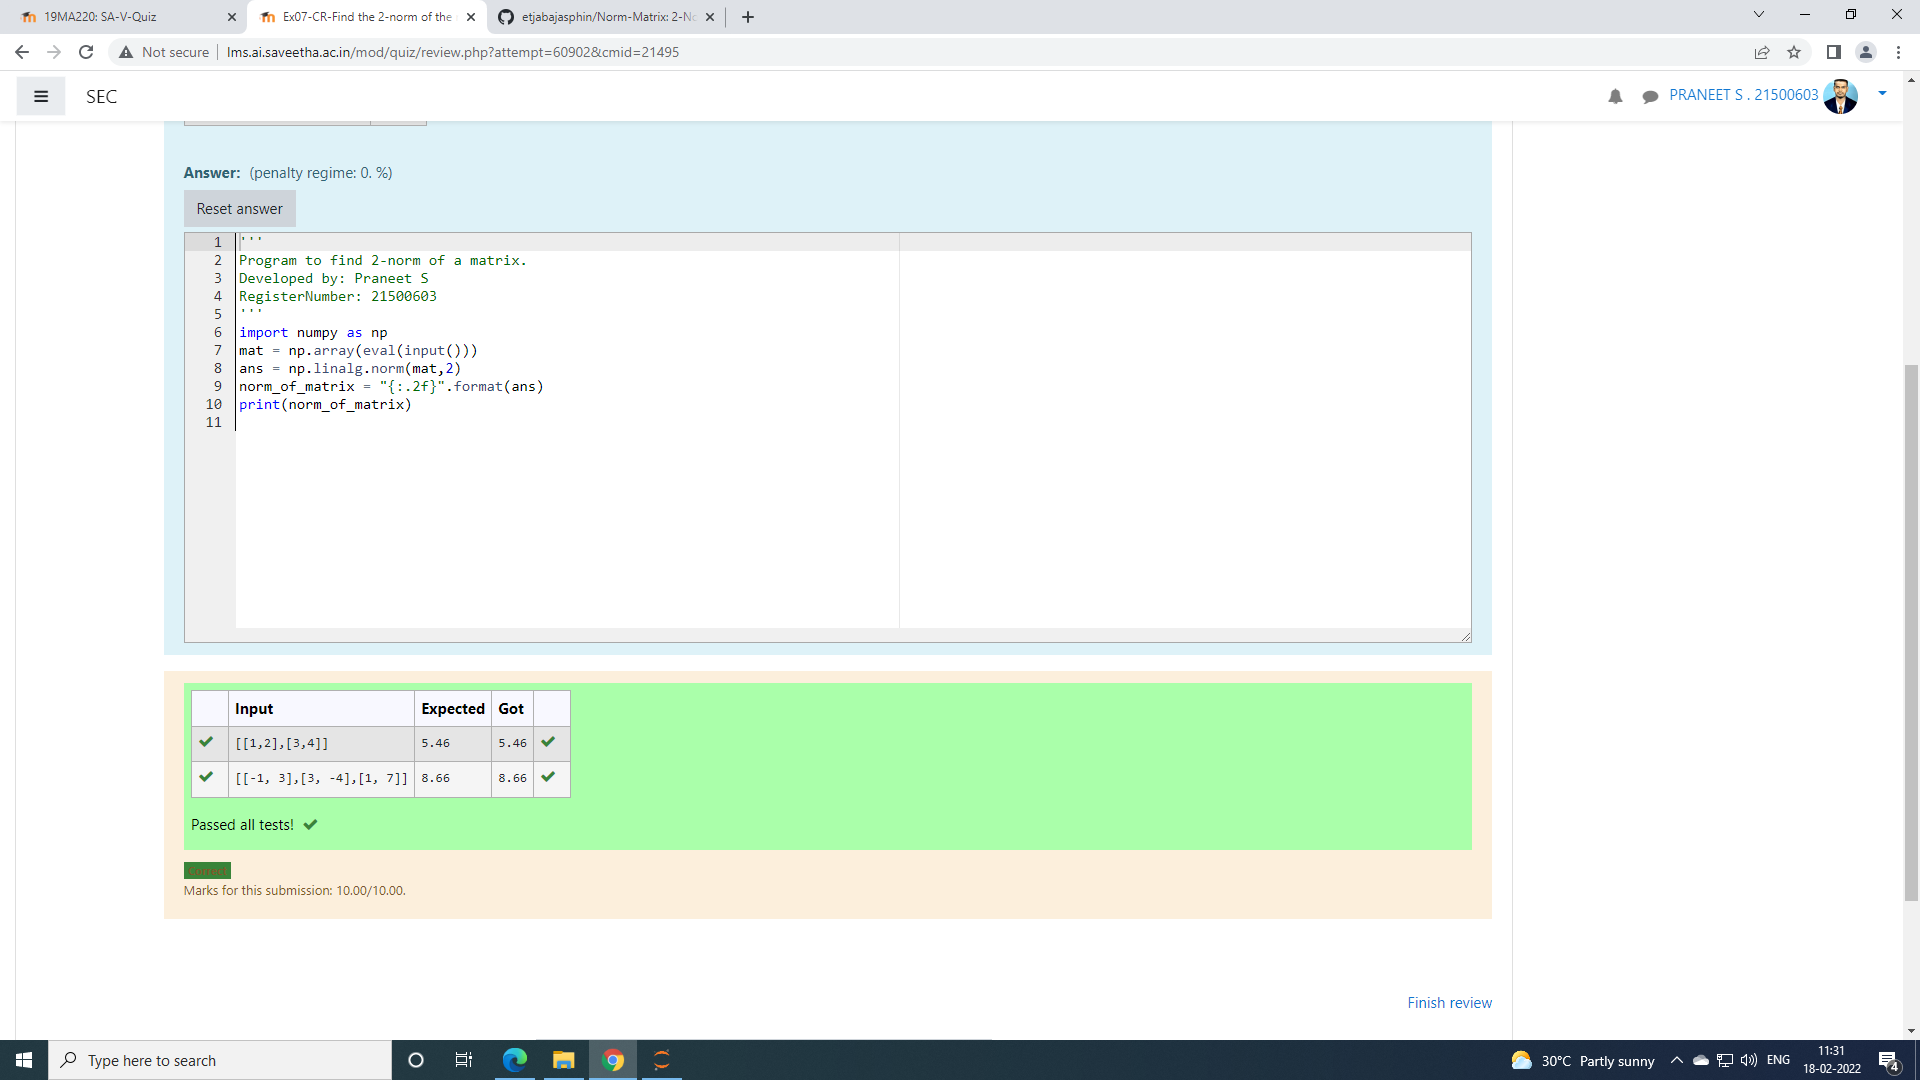 19MA220: SA-V-Quiz
Ex07-CR-Find the 2-norm of the
etjabajasphin/Norm-Matrix: 2-No
Not secure
lms.ai.saveetha.ac.in/mod/quiz/review.php?attempt=60902&cmid=21495
SEC
PRANEET S . 21500603
Answer: (penalty regime: 0. %)
Reset answer
1 '''
2 Program to find 2-norm of a matrix.
3 Developed by: Praneet S
4 RegisterNumber: 21500603
5 '''
6 import numpy as np
7 mat = np.array(eval(input()))
8 ans = np.linalg.norm(mat,2)
9 norm_of_matrix = "{:.2f}".format(ans)
10 print(norm_of_matrix)
11
Input Expected Got
[[1,2],[3,4]] 5.46 5.46
[[-1, 3],[3, -4],[1, 7]] 8.66 8.66
Passed all tests!
Correct
Marks for this submission: 10.00/10.00.
Finish review
Type here to search
30°C Partly sunny
ENG
11:31
18-02-2022
4